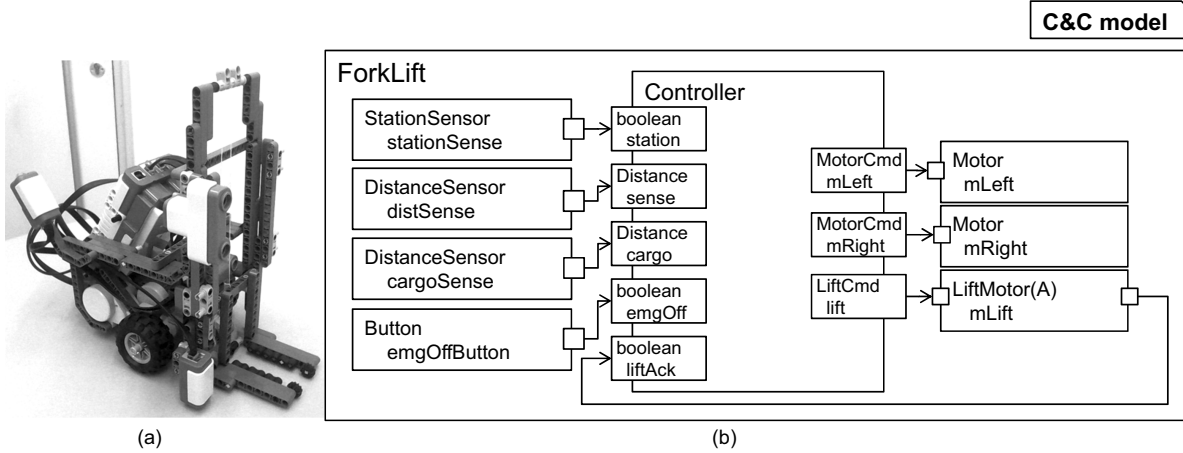 C&C model
ForkLift
StationSensor
stationSense
DistanceSensor
distSense
DistanceSensor
cargoSense
Button
emgOffButton
Controller
boolean
station
Distance
sense
Distance
cargo
boolean
emgOff
boolean
liftAck
MotorCmd
mLeft
MotorCmd
mRight
LiftCmd
lift
Motor
mLeft
Motor
mRight
LiftMotor(A)
mLift
(a)
(b)